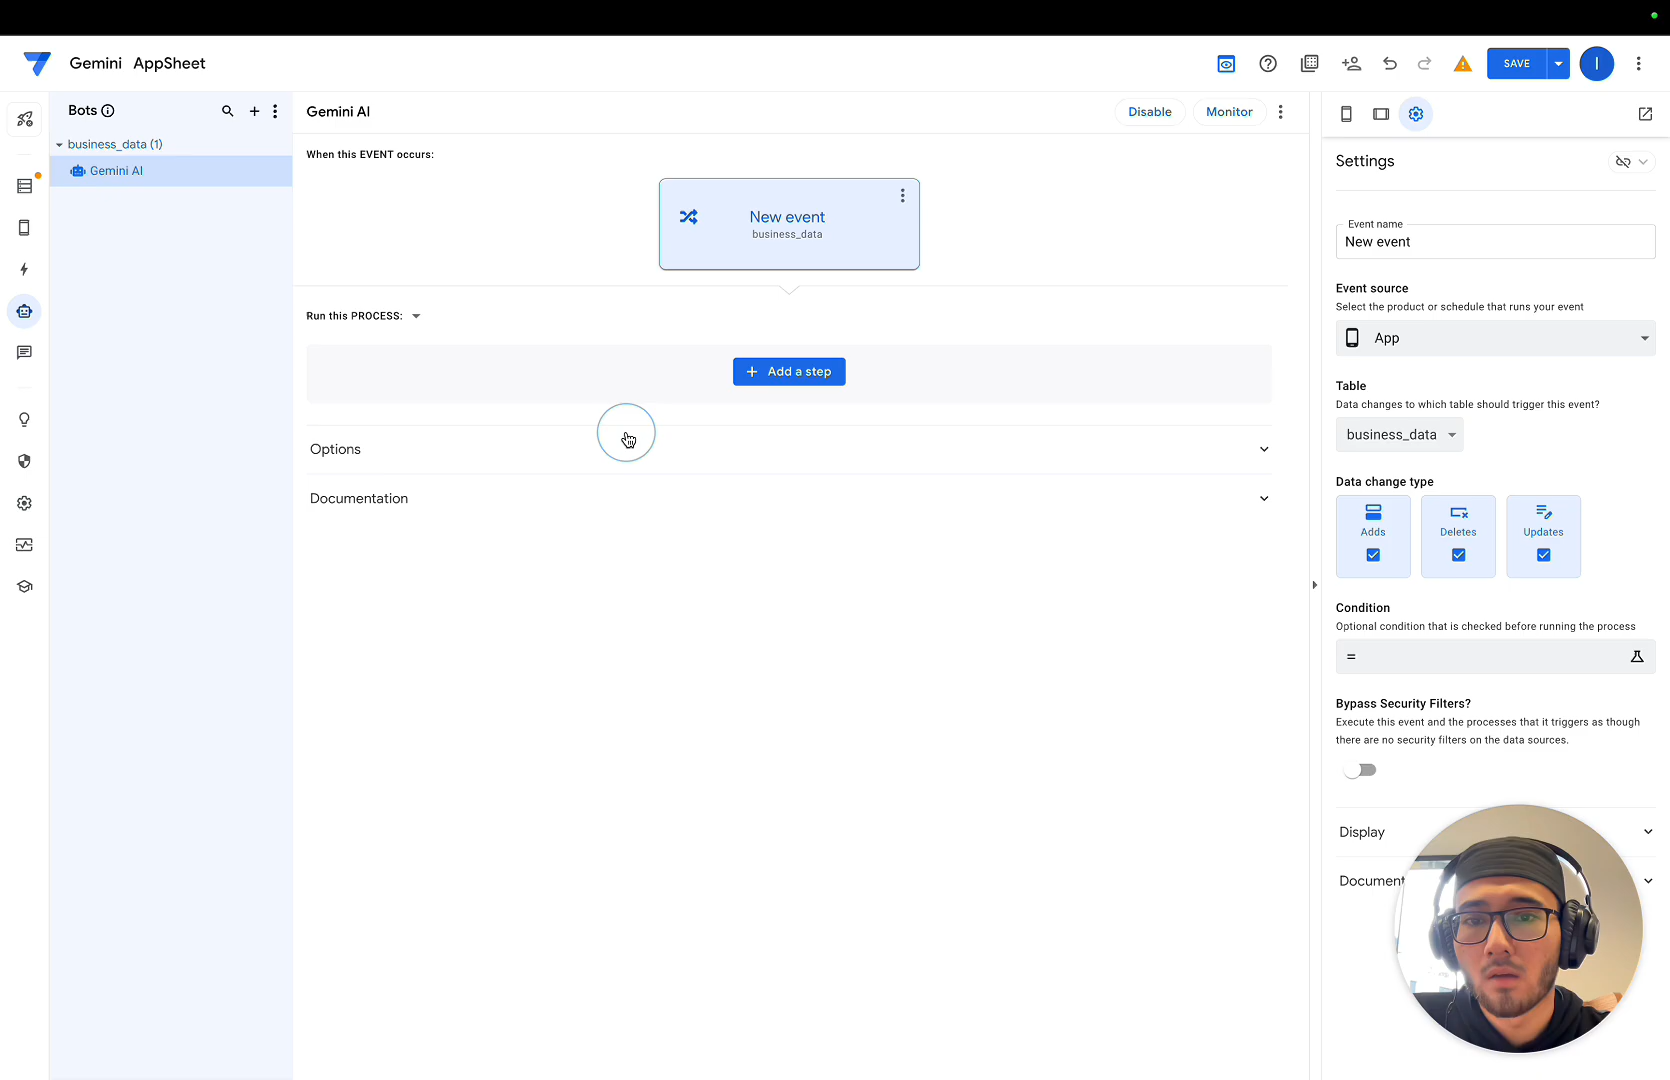 Gemini AppSheet
SAVE
I
Bots
business_data (1)
Gemini AI
Gemini AI
Disable
Monitor
When this EVENT occurs:
New event
business_data
Run this PROCESS:
+ Add a step
Options
Documentation
Settings
Event name
New event
Event source
Select the product or schedule that runs your event
App
Table
Data changes to which table should trigger this event?
business_data
Data change type
Adds
Deletes
Updates
Condition
Optional condition that is checked before running the process
=
Bypass Security Filters?
Execute this event and the processes that it triggers as though
there are no security filters on the data sources.
Display
Document